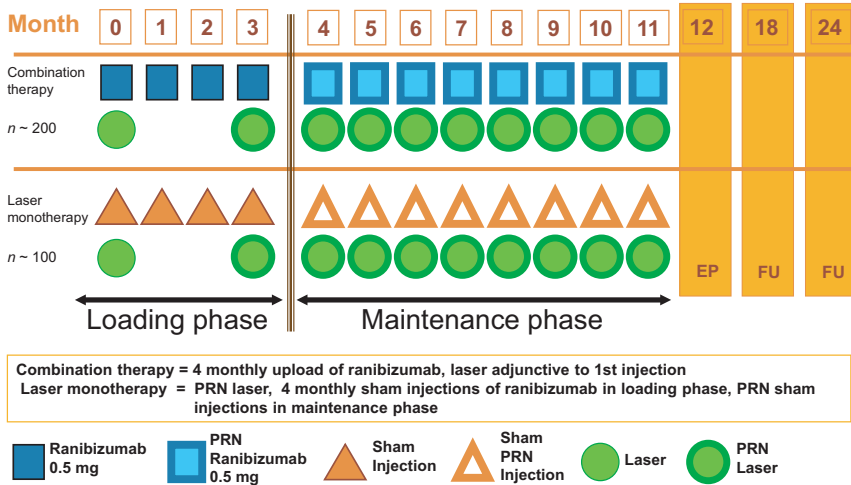 Month 0 1 2 3 4 5 6 7 8 9 10 11 12 18 24
Combination
therapy
n ~ 200
Laser
monotherapy
n ~ 100
EP FU FU
Loading phase Maintenance phase
Combination therapy = 4 monthly upload of ranibizumab, laser adjunctive to 1st injection
Laser monotherapy = PRN laser, 4 monthly sham injections of ranibizumab in loading phase, PRN sham
injections in maintenance phase
Ranibizumab
0.5 mg
PRN
Ranibizumab
0.5 mg
Sham
Injection
Sham
PRN
Injection
Laser
PRN
Laser